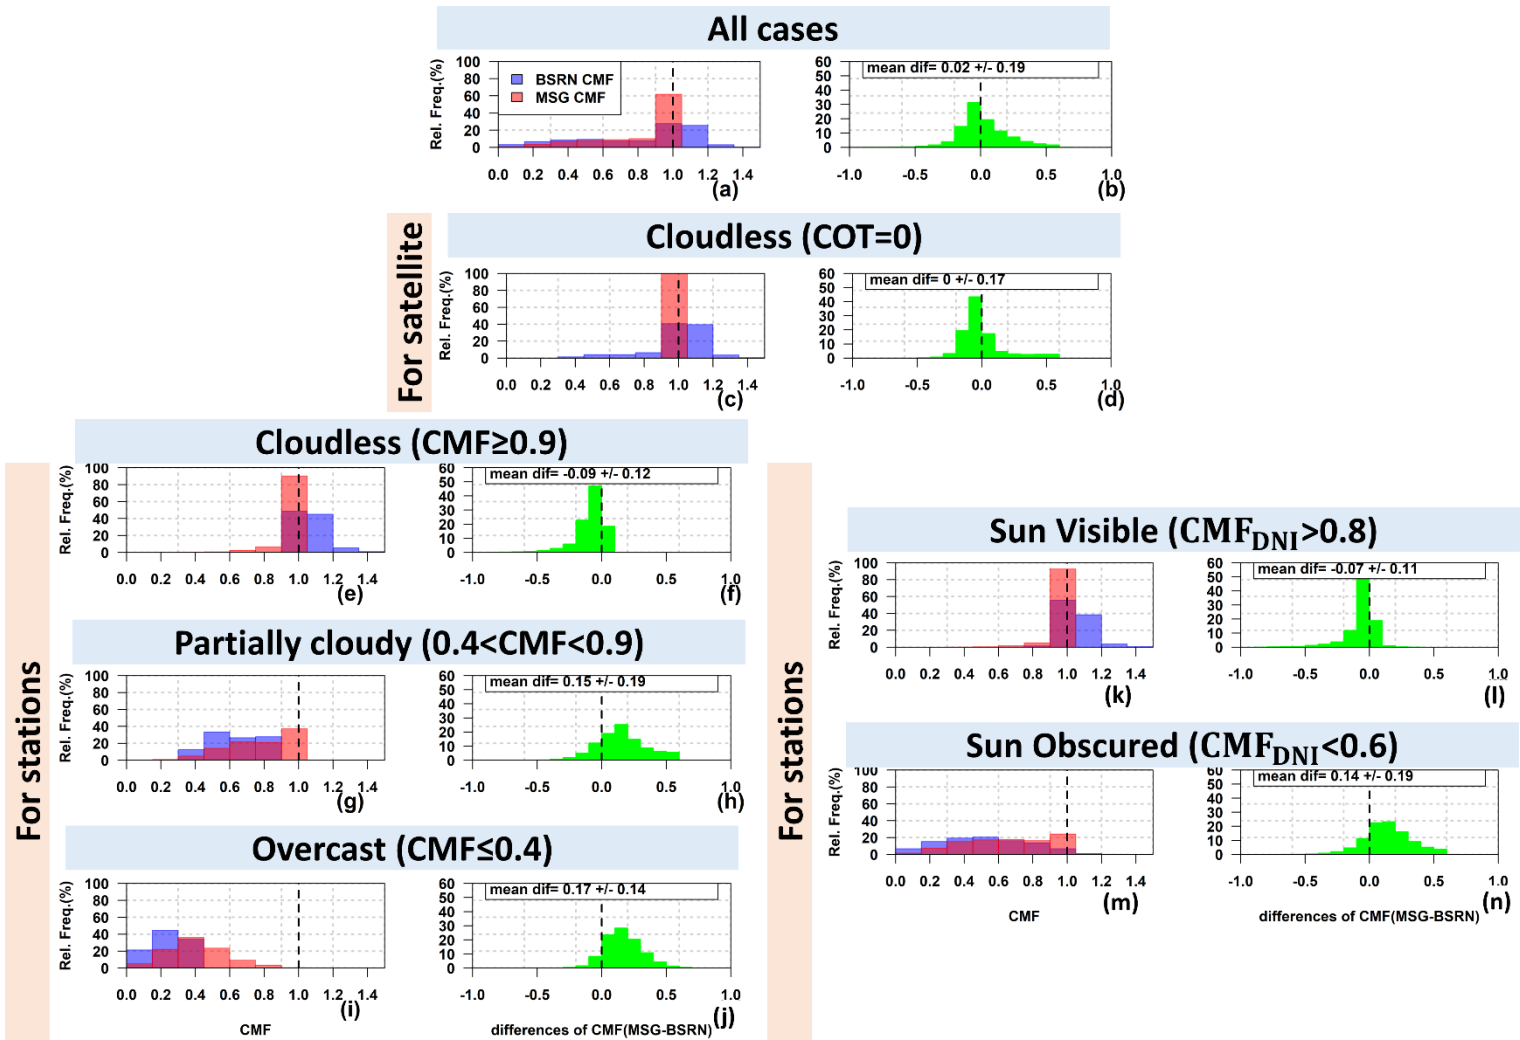 All cases
Rel. Freq.(%)
100
80
60
40
20
0
BSRN CMF
MSG CMF
0.0 0.2 0.4 0.6 0.8 1.0 1.2 1.4
(a)
60
50
40
30
20
10
0
mean dif= 0.02 +/- 0.19
-1.0 -0.5 0.0 0.5 1.0
(b)
For satellite
Cloudless (COT=0)
Rel. Freq.(%)
100
80
60
40
20
0
0.0 0.2 0.4 0.6 0.8 1.0 1.2 1.4
(c)
60
50
40
30
20
10
0
mean dif= 0 +/- 0.17
-1.0 -0.5 0.0 0.5 1.0
(d)
For stations
Cloudless (CMF≥0.9)
Rel. Freq.(%)
100
80
60
40
20
0
0.0 0.2 0.4 0.6 0.8 1.0 1.2 1.4
(e)
60
50
40
30
20
10
0
mean dif= -0.09 +/- 0.12
-1.0 -0.5 0.0 0.5 1.0
(f)
Partially cloudy (0.4<CMF<0.9)
Rel. Freq.(%)
100
80
60
40
20
0
0.0 0.2 0.4 0.6 0.8 1.0 1.2 1.4
(g)
60
50
40
30
20
10
0
mean dif= 0.15 +/- 0.19
-1.0 -0.5 0.0 0.5 1.0
(h)
Overcast (CMF≤0.4)
Rel. Freq.(%)
100
80
60
40
20
0
0.0 0.2 0.4 0.6 0.8 1.0 1.2 1.4
(i)
CMF
60
50
40
30
20
10
0
mean dif= 0.17 +/- 0.14
-1.0 -0.5 0.0 0.5 1.0
(j)
differences of CMF(MSG-BSRN)
For stations
Sun Visible (CMF_DNI>0.8)
Rel. Freq.(%)
100
80
60
40
20
0
0.0 0.2 0.4 0.6 0.8 1.0 1.2 1.4
(k)
60
50
40
30
20
10
0
mean dif= -0.07 +/- 0.11
-1.0 -0.5 0.0 0.5 1.0
(l)
Sun Obscured (CMF_DNI<0.6)
Rel. Freq.(%)
100
80
60
40
20
0
0.0 0.2 0.4 0.6 0.8 1.0 1.2 1.4
(m)
CMF
60
50
40
30
20
10
0
mean dif= 0.14 +/- 0.19
-1.0 -0.5 0.0 0.5 1.0
(n)
differences of CMF(MSG-BSRN)